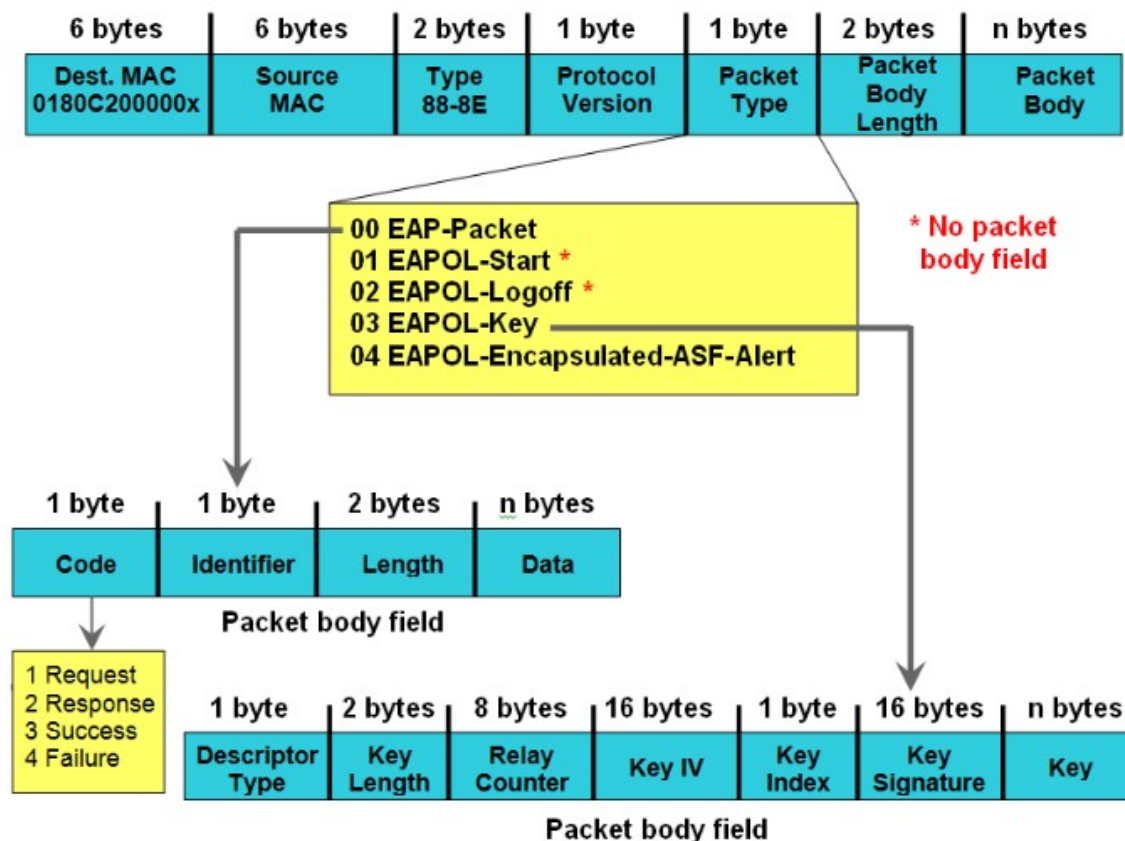 6 bytes 6 bytes 2 bytes 1 byte 1 byte 2 bytes n bytes
Dest. MAC
0180C200000x
Source
MAC
Type
88-8E
Protocol
Version
Packet
Type
Packet
Body
Length
Packet
Body
00 EAP-Packet
01 EAPOL-Start *
02 EAPOL-Logoff *
03 EAPOL-Key
04 EAPOL-Encapsulated-ASF-Alert
* No packet
body field
1 byte 1 byte 2 bytes n bytes
Code Identifier Length Data
Packet body field
1 Request
2 Response
3 Success
4 Failure
1 byte 2 bytes 8 bytes 16 bytes 1 byte 16 bytes n bytes
Descriptor
Type
Key
Length
Relay
Counter
Key IV
Key
Index
Key
Signature
Key
Packet body field